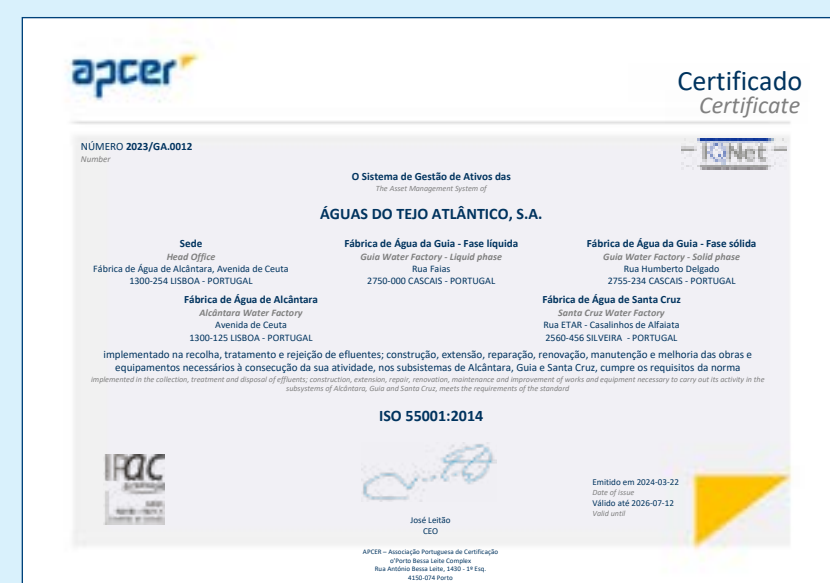 apcer
Certificado
Certificate
NÚMERO 2023/GA.0012
Number
IQNet
O Sistema de Gestão de Ativos das
The Asset Management System of
ÁGUAS DO TEJO ATLÂNTICO, S.A.
Sede
Head Office
Fábrica de Água de Alcântara, Avenida de Ceuta
1300-254 LISBOA - PORTUGAL
Fábrica de Água da Guia - Fase líquida
Guia Water Factory - Liquid phase
Rua Faias
2750-000 CASCAIS - PORTUGAL
Fábrica de Água da Guia - Fase sólida
Guia Water Factory - Solid phase
Rua Humberto Delgado
2755-234 CASCAIS - PORTUGAL
Fábrica de Água de Alcântara
Alcântara Water Factory
Avenida de Ceuta
1300-125 LISBOA - PORTUGAL
Fábrica de Água de Santa Cruz
Santa Cruz Water Factory
Rua ETAR - Casalinhos de Alfaiata
2560-456 SILVEIRA - PORTUGAL
implementado na recolha, tratamento e rejeição de efluentes; construção, extensão, reparação, renovação, manutenção e melhoria das obras e
equipamentos necessários à consecução da sua atividade, nos subsistemas de Alcântara, Guia e Santa Cruz, cumpre os requisitos da norma
implemented in the collection, treatment and disposal of effluents; construction, extension, repair, renovation, maintenance and improvement of works and equipment necessary to carry out its activity in the
subsystems of Alcântara, Guia and Santa Cruz, meets the requirements of the standard
ISO 55001:2014
IPAC
José Leitão
CEO
Emitido em 2024-03-22
Date of issue
Válido até 2026-07-12
Valid until
APCER – Associação Portuguesa de Certificação
o'Porto Bessa Leite Complex
Rua António Bessa Leite, 1430 - 1º Esq.
4150-074 Porto